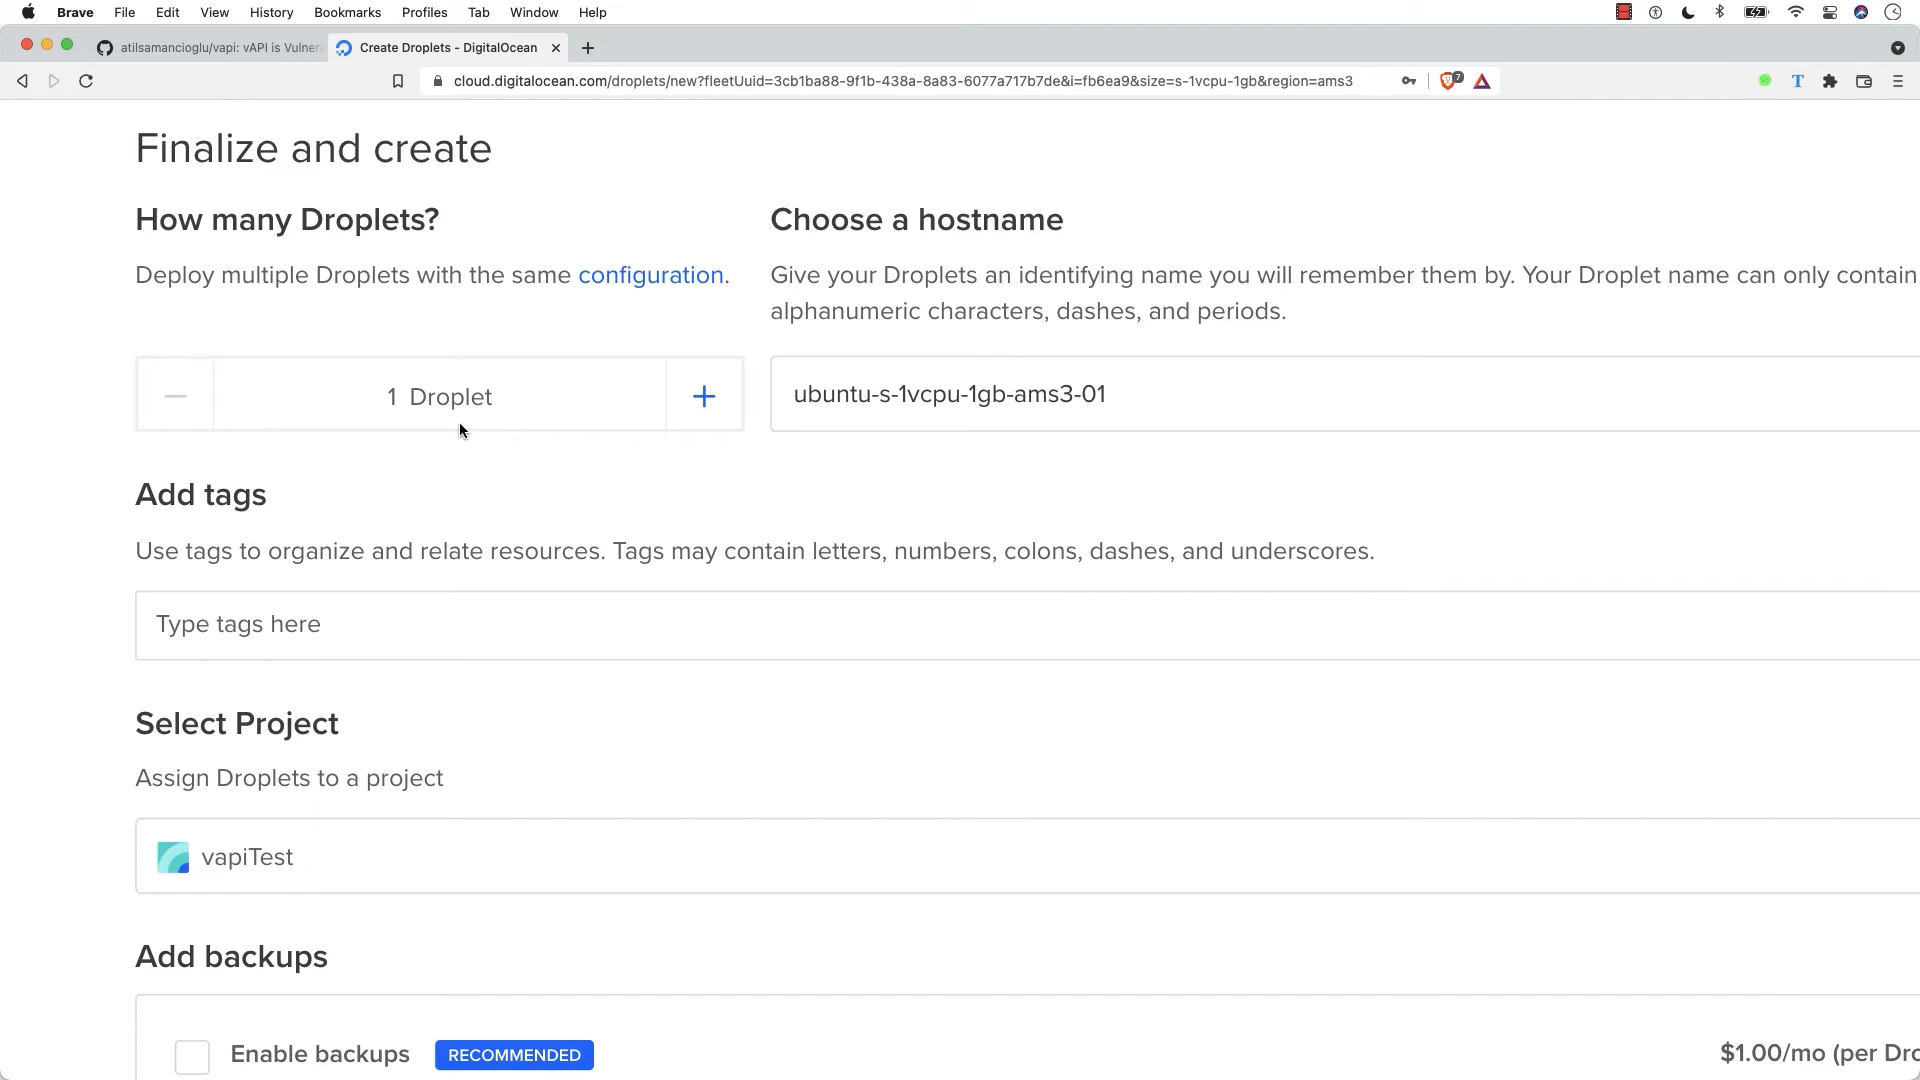 Brave File Edit View History Bookmarks Profiles Tab Window Help
atilsamancioglu/vapi: vAPI is Vulner
Create Droplets - DigitalOcean
cloud.digitalocean.com/droplets/new?fleetUuid=3cb1ba88-9f1b-438a-8a83-6077a717b7de&i=fb6ea9&size=s-1vcpu-1gb&region=ams3
7
T
Finalize and create
How many Droplets?
Deploy multiple Droplets with the same configuration.
1 Droplet
Choose a hostname
Give your Droplets an identifying name you will remember them by. Your Droplet name can only contain
alphanumeric characters, dashes, and periods.
ubuntu-s-1vcpu-1gb-ams3-01
Add tags
Use tags to organize and relate resources. Tags may contain letters, numbers, colons, dashes, and underscores.
Type tags here
Select Project
Assign Droplets to a project
vapiTest
Add backups
Enable backups RECOMMENDED
$1.00/mo (per Dro